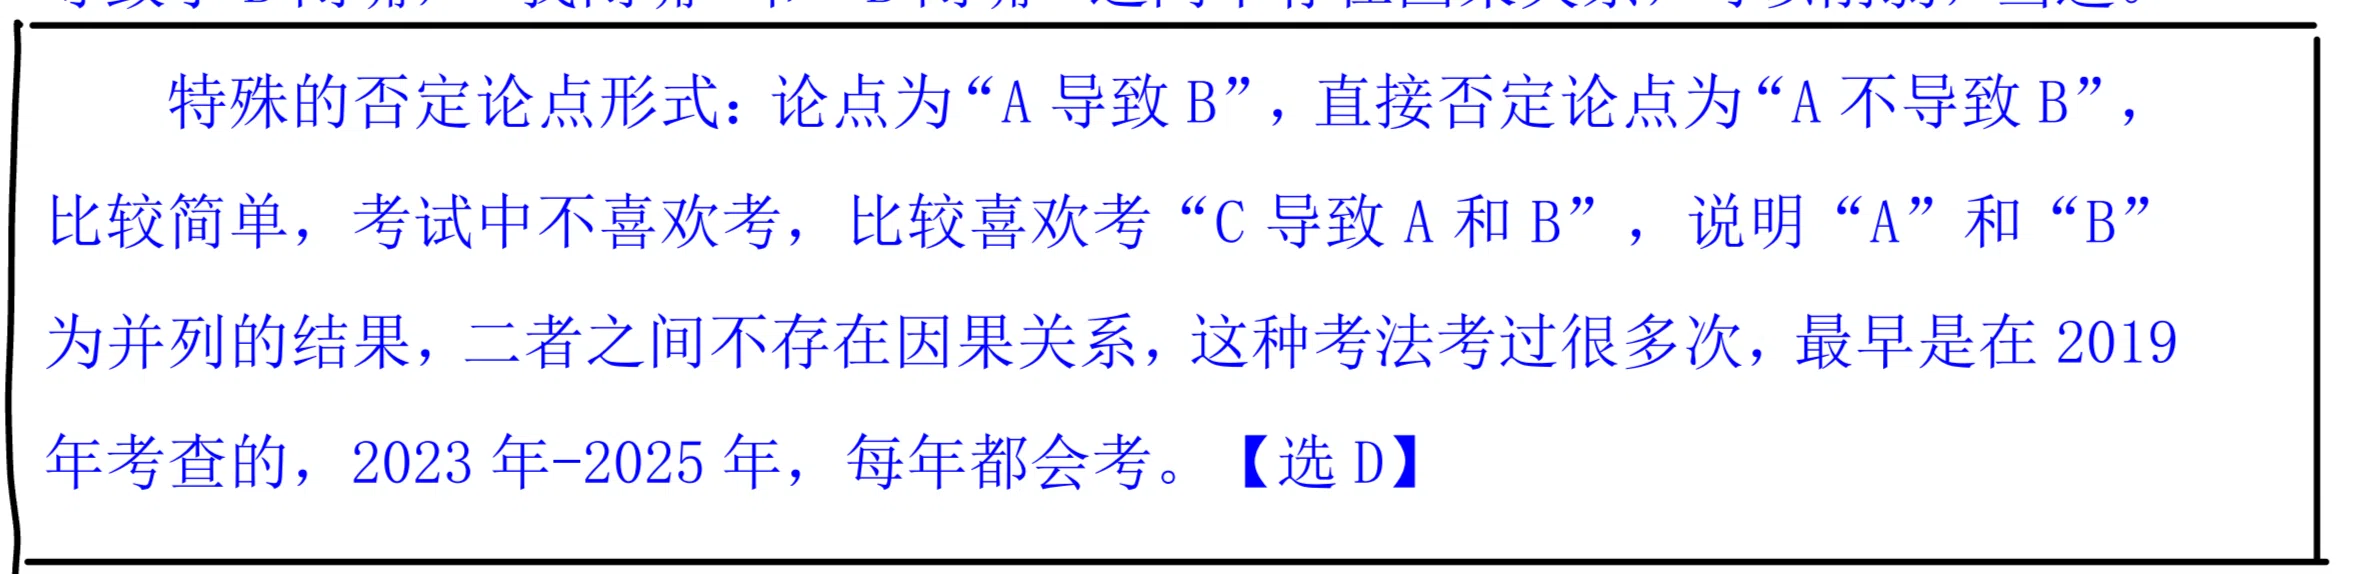 特殊的否定论点形式：论点为“A 导致 B”，直接否定论点为“A 不导致 B”，
比较简单，考试中不喜欢考，比较喜欢考“C 导致 A 和 B”，说明“A”和“B”
为并列的结果，二者之间不存在因果关系，这种考法考过很多次，最早是在 2019
年考查的，2023 年-2025 年，每年都会考。【选 D】